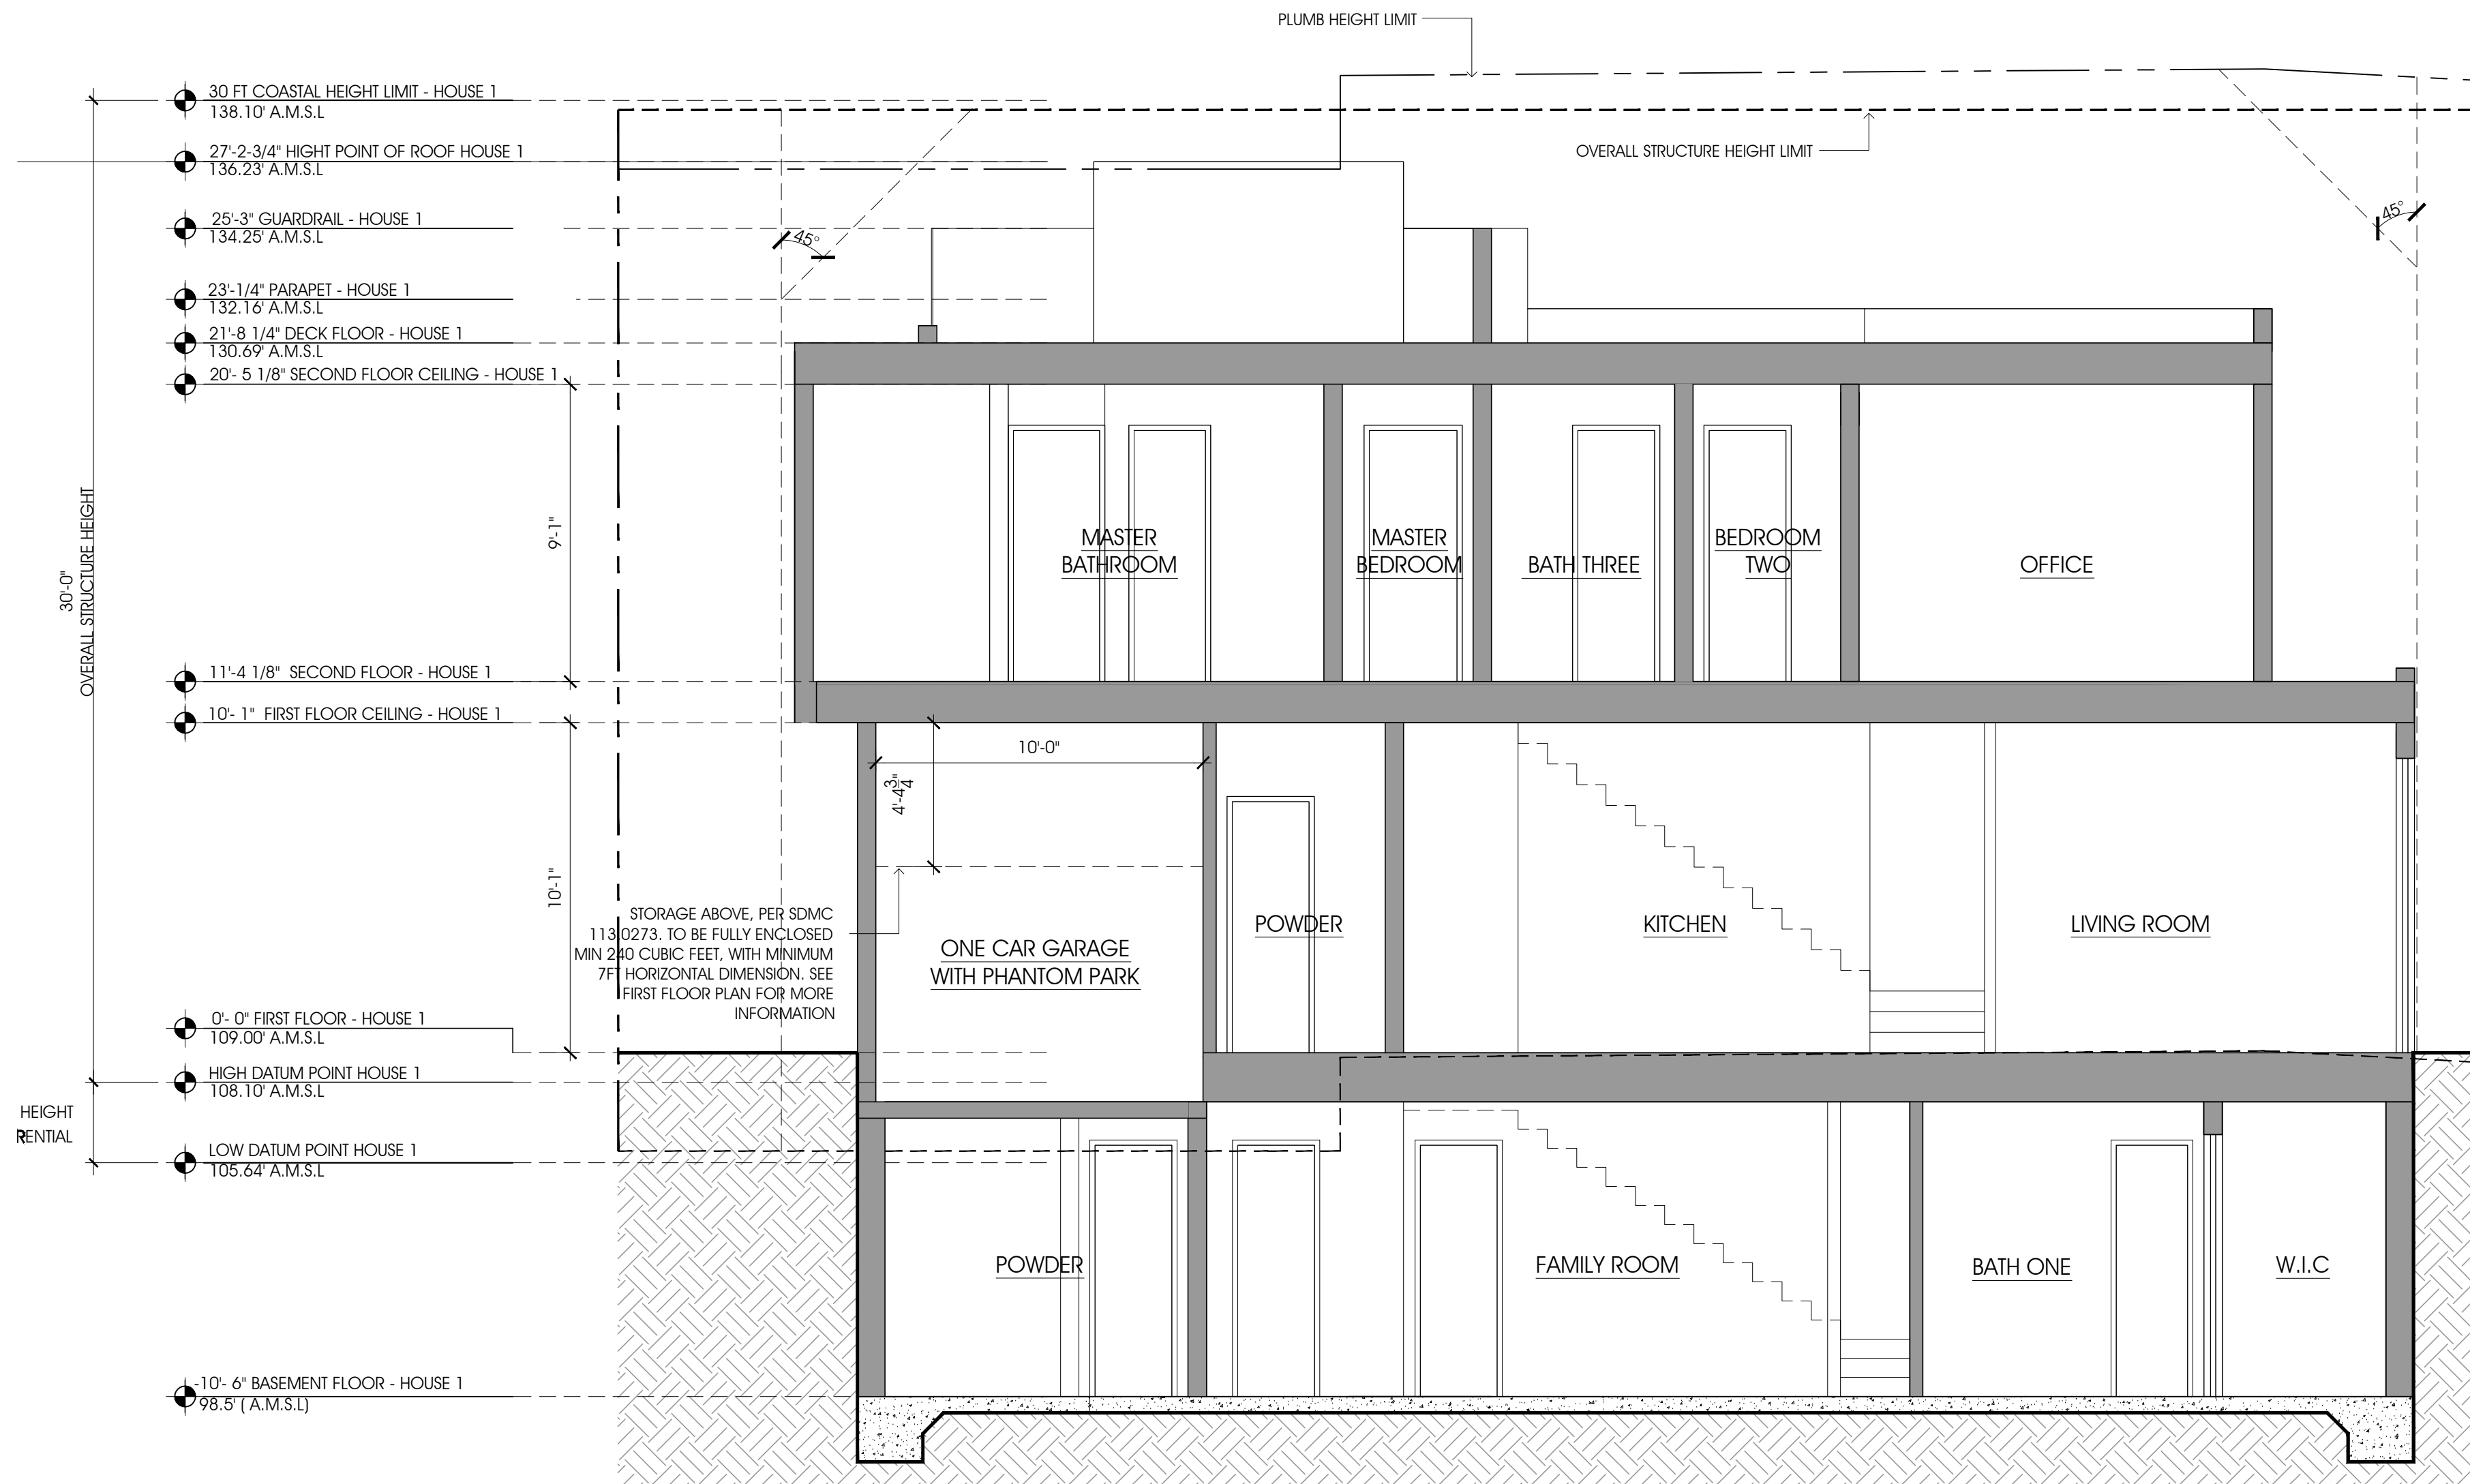 PLUMB HEIGHT LIMIT
30 FT COASTAL HEIGHT LIMIT - HOUSE 1
138.10' A.M.S.L
27'-2-3/4" HIGHT POINT OF ROOF HOUSE 1
136.23' A.M.S.L
OVERALL STRUCTURE HEIGHT LIMIT
25'-3" GUARDRAIL - HOUSE 1
134.25' A.M.S.L
45°
45°
23'-1/4" PARAPET - HOUSE 1
132.16' A.M.S.L
21'-8 1/4" DECK FLOOR - HOUSE 1
130.69' A.M.S.L
20'- 5 1/8" SECOND FLOOR CEILING - HOUSE 1
30'-0"
OVERALL STRUCTURE HEIGHT
9'-1"
MASTER
BATHROOM
MASTER
BEDROOM
BATH THREE
BEDROOM
TWO
OFFICE
11'-4 1/8" SECOND FLOOR - HOUSE 1
10'- 1" FIRST FLOOR CEILING - HOUSE 1
10'-0"
4'-4 3/4"
10'-1"
STORAGE ABOVE, PER SDMC
113.0273. TO BE FULLY ENCLOSED
MIN 240 CUBIC FEET, WITH MINIMUM
7FT HORIZONTAL DIMENSION. SEE
FIRST FLOOR PLAN FOR MORE
INFORMATION
ONE CAR GARAGE
WITH PHANTOM PARK
POWDER
KITCHEN
LIVING ROOM
0'- 0" FIRST FLOOR - HOUSE 1
109.00' A.M.S.L
HIGH DATUM POINT HOUSE 1
108.10' A.M.S.L
HEIGHT
RENTIAL
LOW DATUM POINT HOUSE 1
105.64' A.M.S.L
POWDER
FAMILY ROOM
BATH ONE
W.I.C
-10'- 6" BASEMENT FLOOR - HOUSE 1
98.5' ( A.M.S.L)